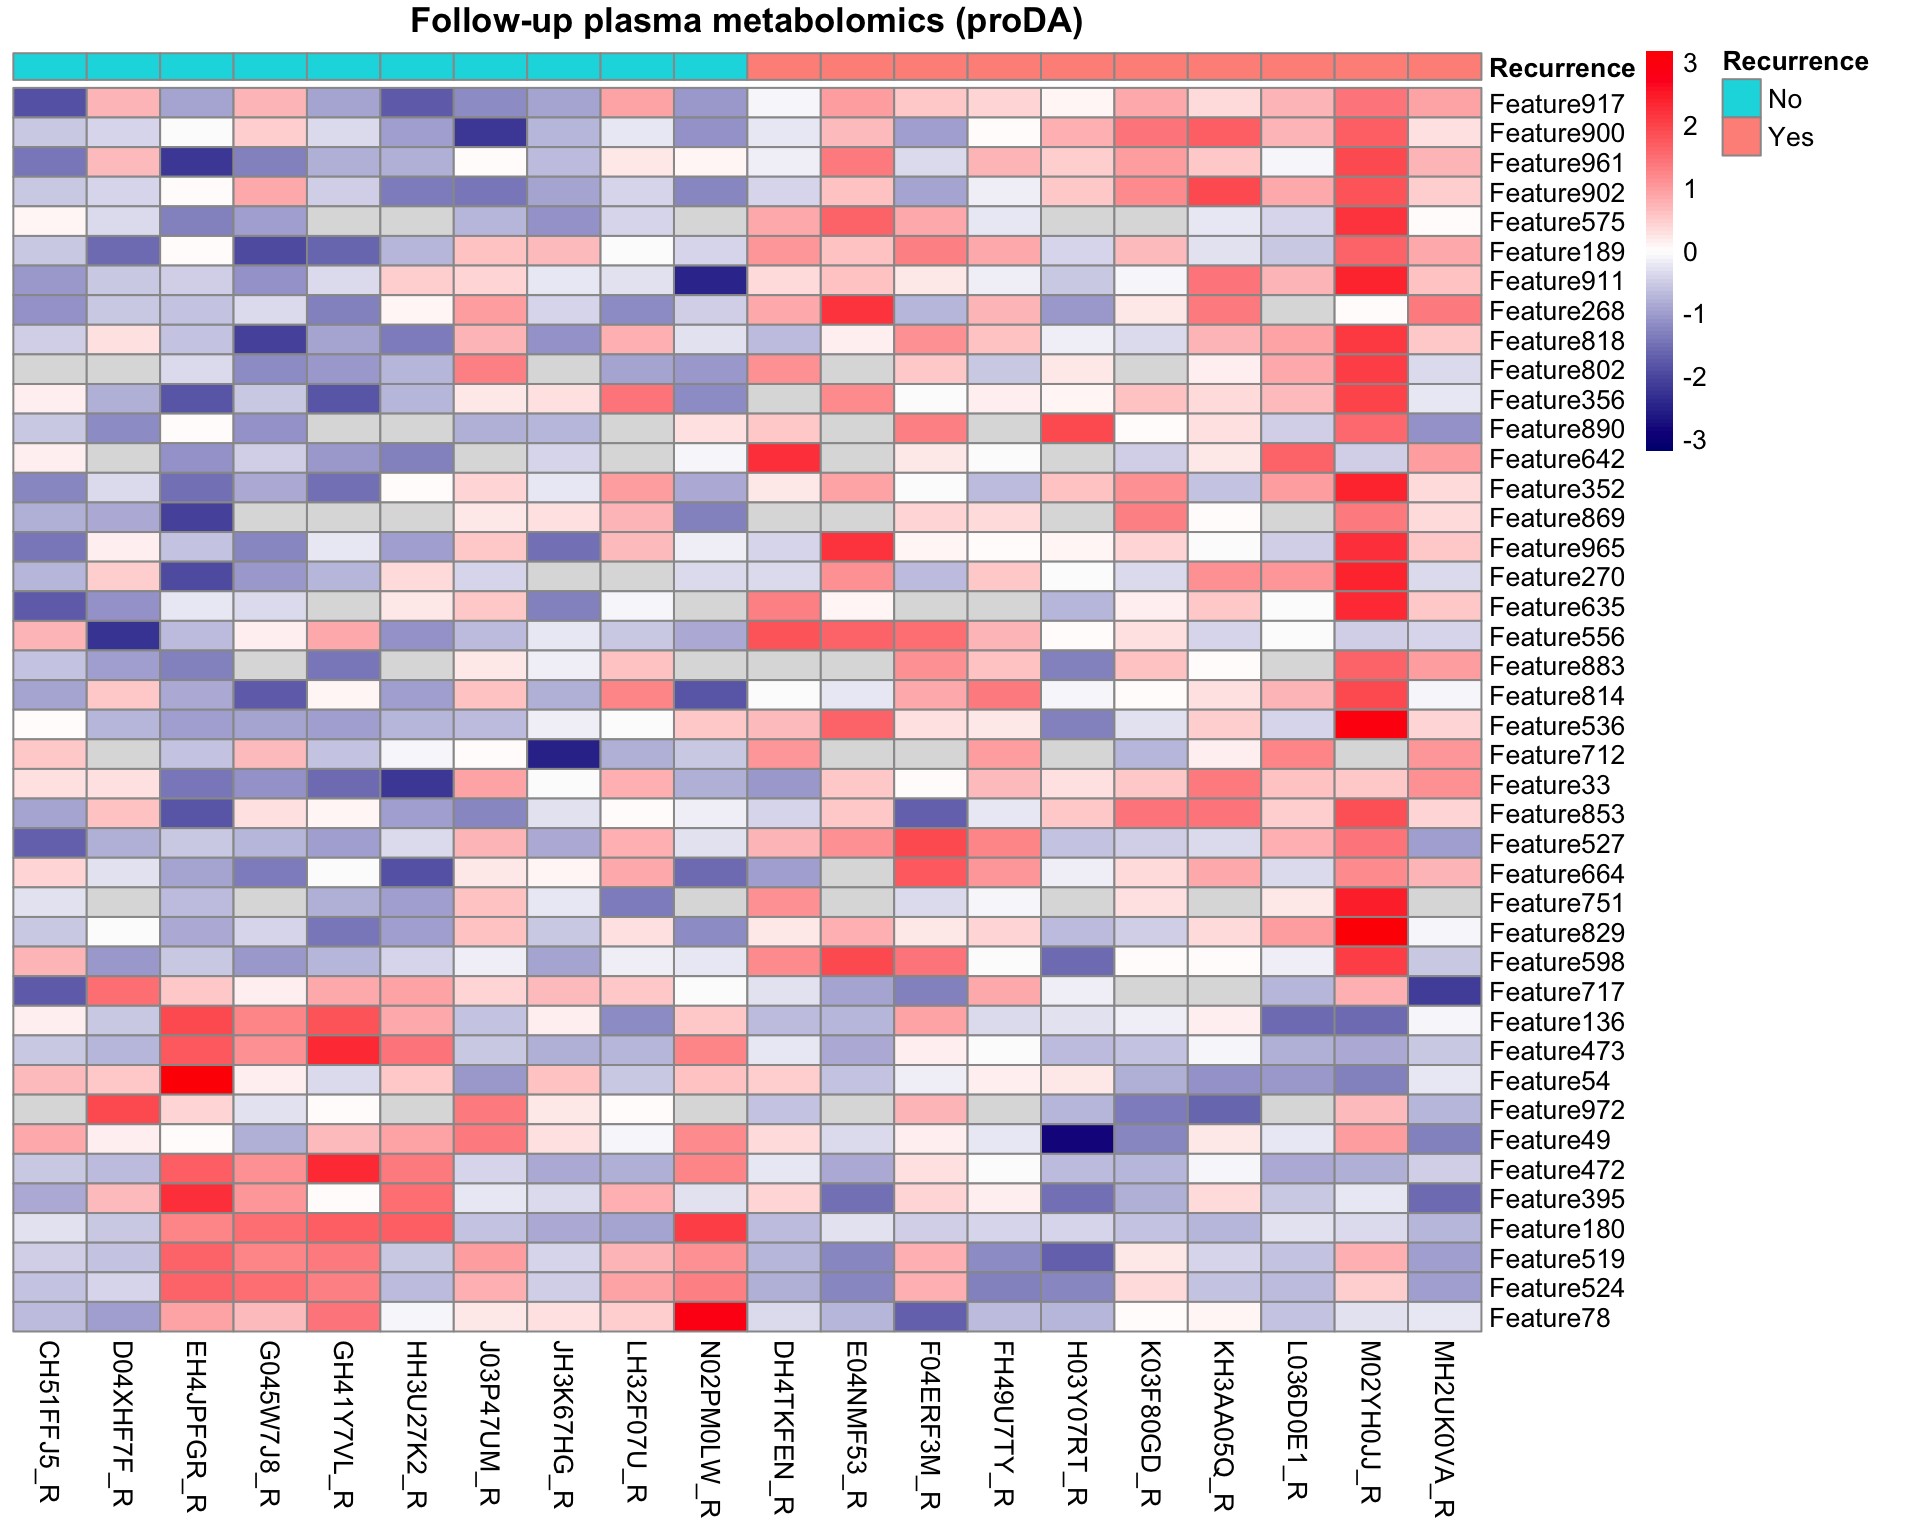 Follow-up plasma metabolomics (proDA)
Recurrence
Feature917
Feature900
Feature961
Feature902
Feature575
Feature189
Feature911
Feature268
Feature818
Feature802
Feature356
Feature890
Feature642
Feature352
Feature869
Feature965
Feature270
Feature635
Feature556
Feature883
Feature814
Feature536
Feature712
Feature33
Feature853
Feature527
Feature664
Feature751
Feature829
Feature598
Feature717
Feature136
Feature473
Feature54
Feature972
Feature49
Feature472
Feature395
Feature180
Feature519
Feature524
Feature78
3
2
1
0
-1
-2
-3
Recurrence
No
Yes
CH51FFJ5_R
D04XHF7F_R
EH4JPFGR_R
G045W7J8_R
GH41Y7VL_R
HH3U27K2_R
J03P47UM_R
JH3K67HG_R
LH32F07U_R
N02PM0LW_R
DH4TKFEN_R
E04NMF53_R
F04ERF3M_R
FH49U7TY_R
H03Y07RT_R
K03F80GD_R
KH3AA05Q_R
L036D0E1_R
M02YH0JJ_R
MH2UK0VA_R